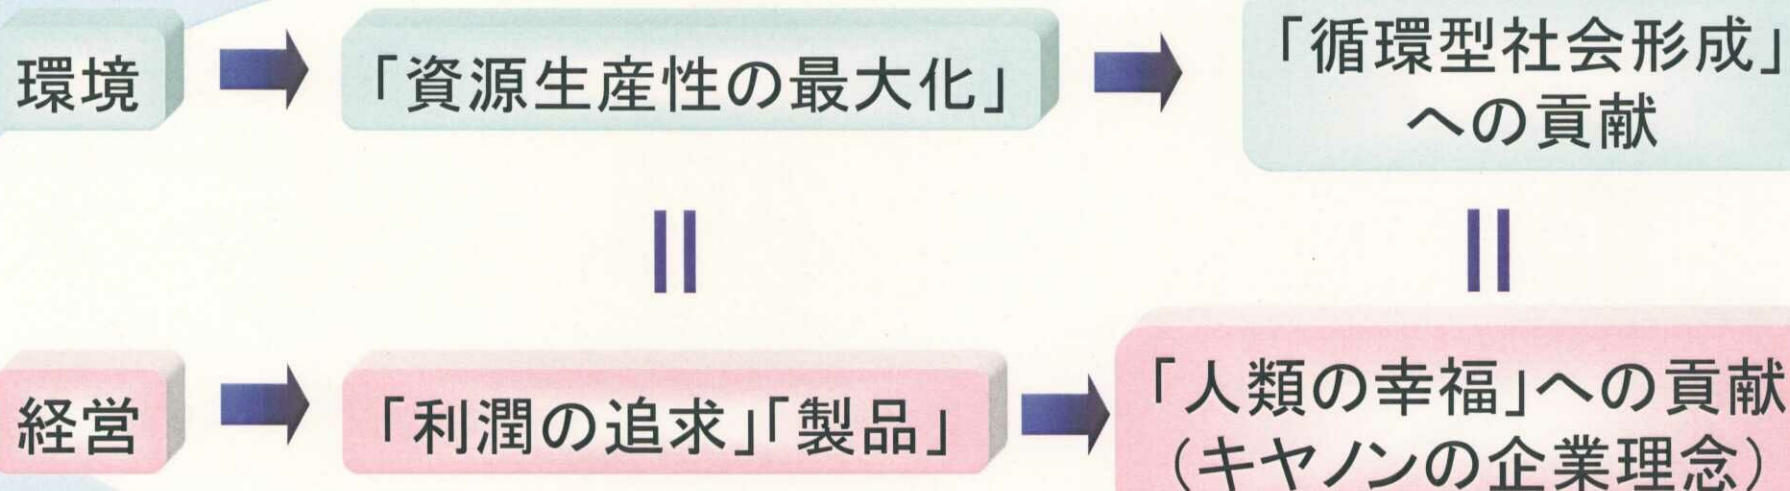 環境
「資源生産性の最大化」
「循環型社会形成」
への貢献
経営
「利潤の追求」「製品」
「人類の幸福」への貢献
(キヤノンの企業理念)